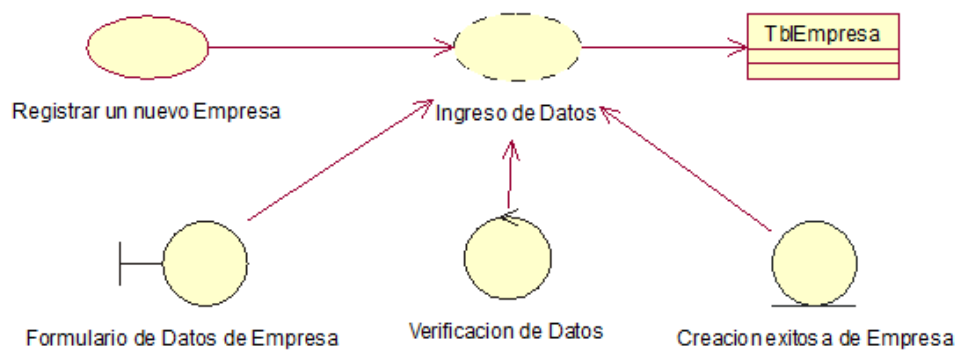 TblEmpresa
Registrar un nuevo Empresa
Ingreso de Datos
Formulario de Datos de Empresa
Verificacion de Datos
Creacion exitosa de Empresa